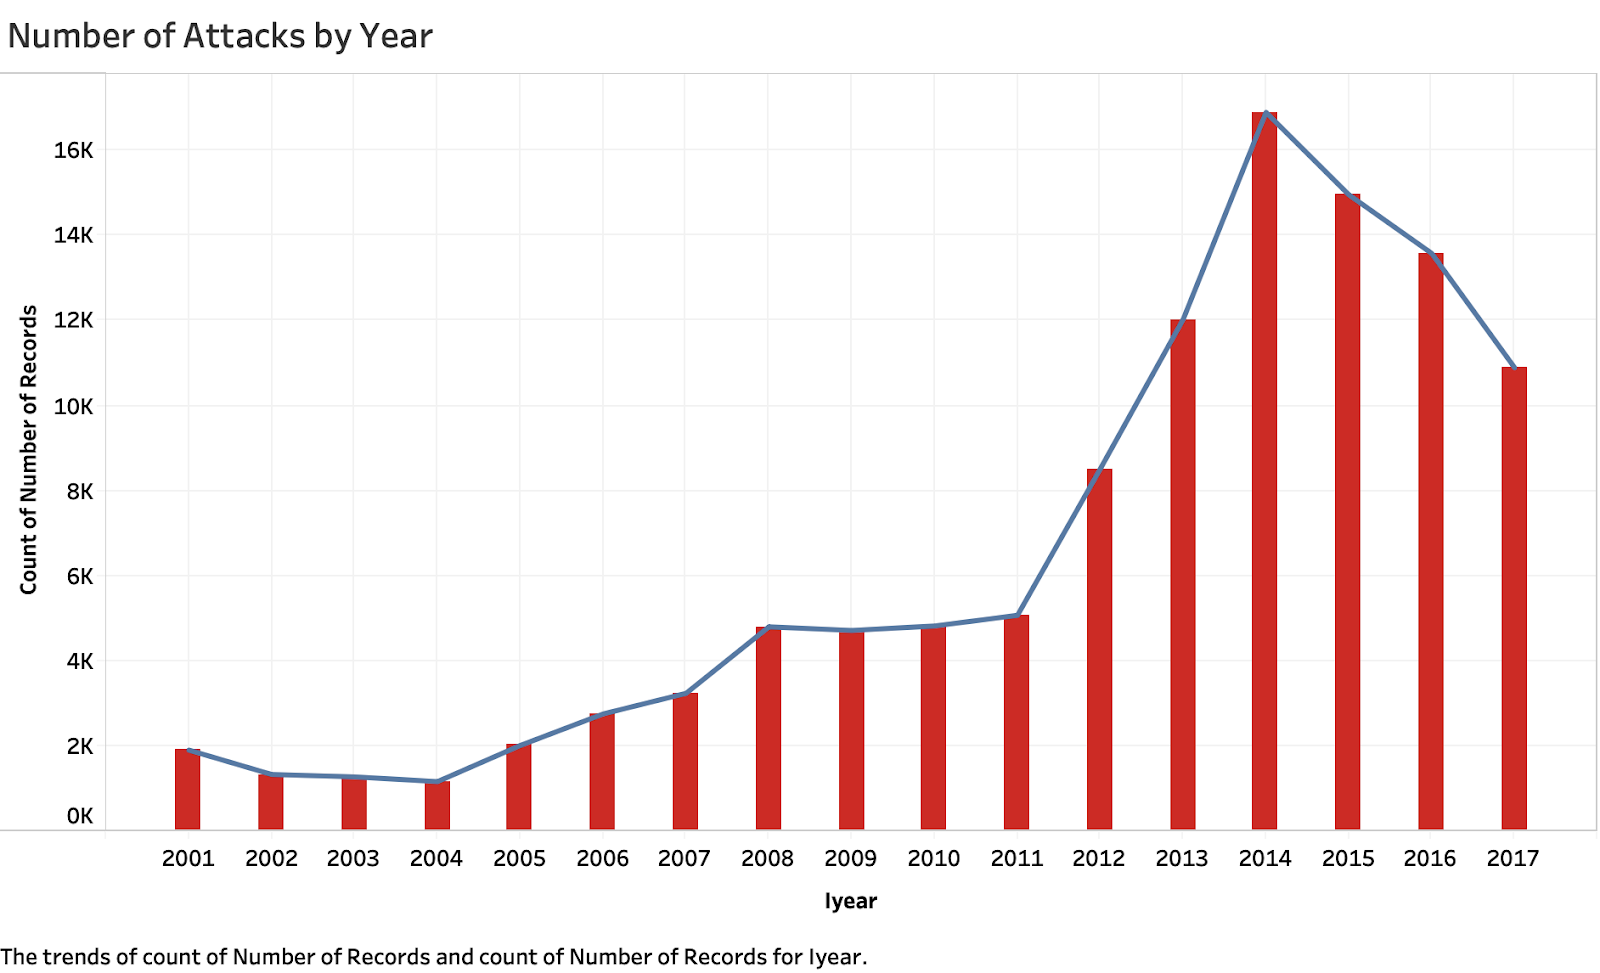 Number of Attacks by Year
Count of Number of Records
16K
14K
12K
10K
8K
6K
4K
2K
0K
2001 2002 2003 2004 2005 2006 2007 2008 2009 2010 2011 2012 2013 2014 2015 2016 2017
Iyear
The trends of count of Number of Records and count of Number of Records for Iyear.